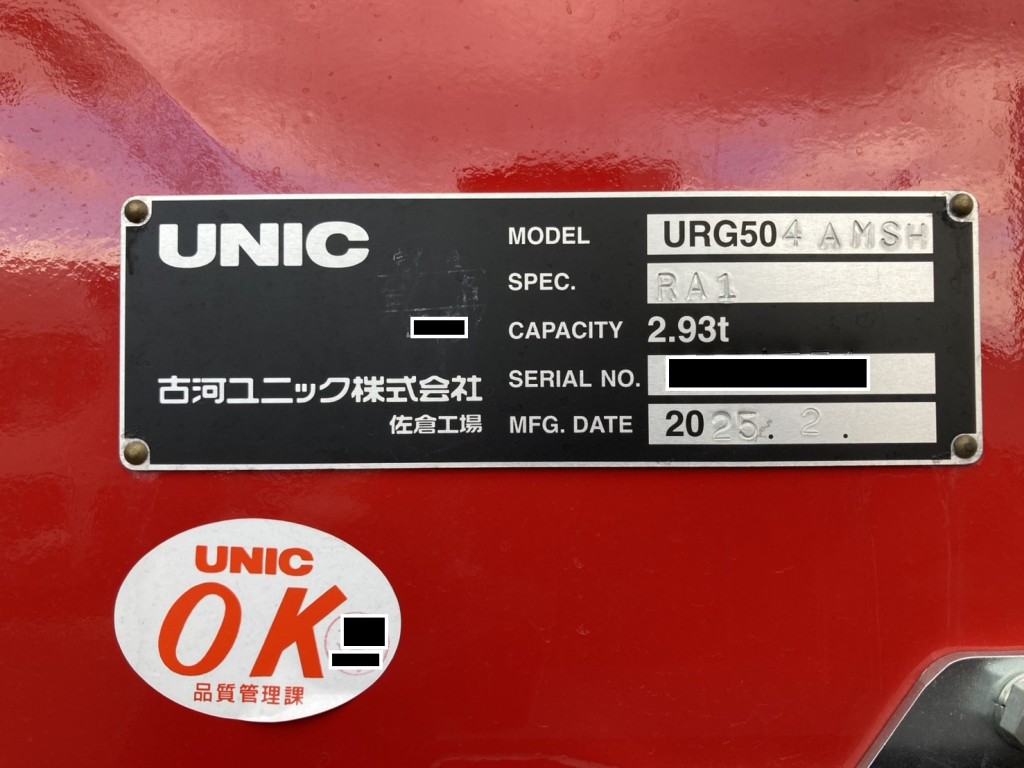 UNIC
MODEL URG504AMSH
SPEC. RA1
CAPACITY 2.93t
古河ユニック株式会社
SERIAL NO.
佐倉工場
MFG. DATE 2025. 2.
UNIC
OK
品質管理課